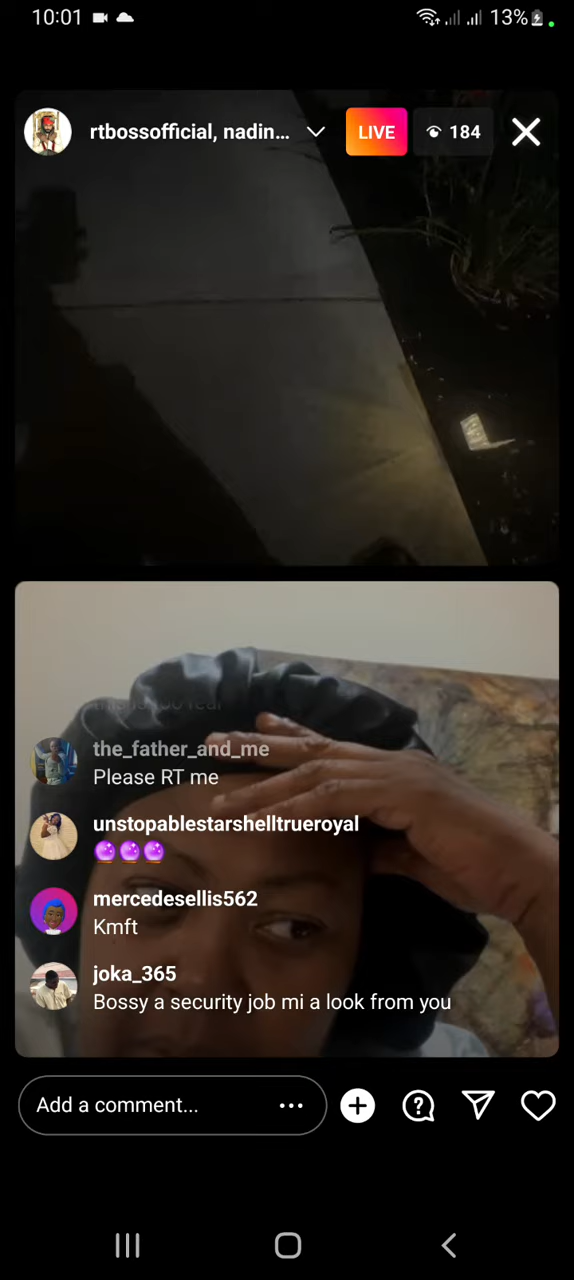 10:01
13%
rtbossofficial, nadin...
LIVE
184
the_father_and_me
Please RT me
unstopablestarshelltrueroyal
🔮🔮🔮
mercedesellis562
Kmft
joka_365
Bossy a security job mi a look from you
Add a comment...